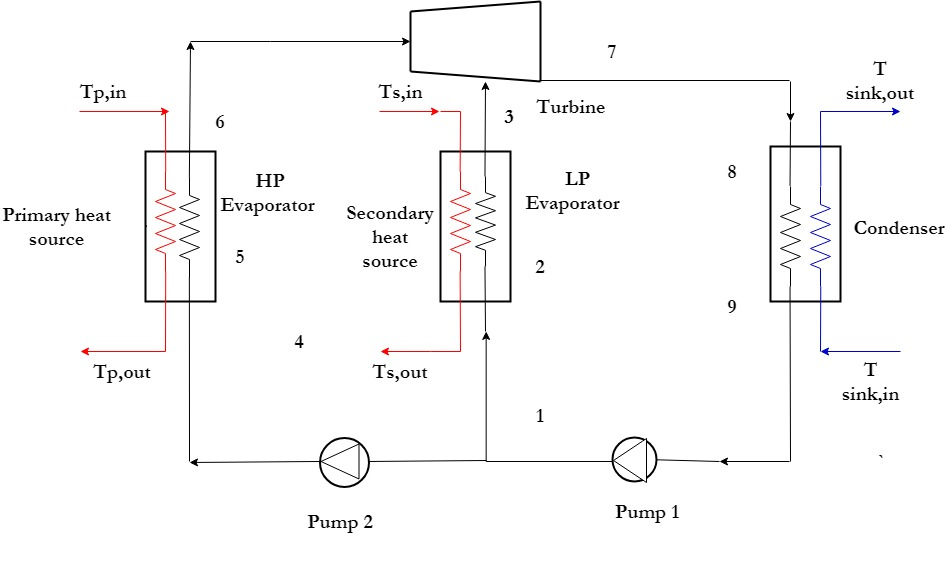 7
T
sink,out
Tp,in
Ts,in
Turbine
6
3
HP
Evaporator
LP
Evaporator
8
Primary heat
source
Secondary
heat
source
Condenser
5
2
9
4
Tp,out
Ts,out
T
sink,in
1
`
Pump 2
Pump 1